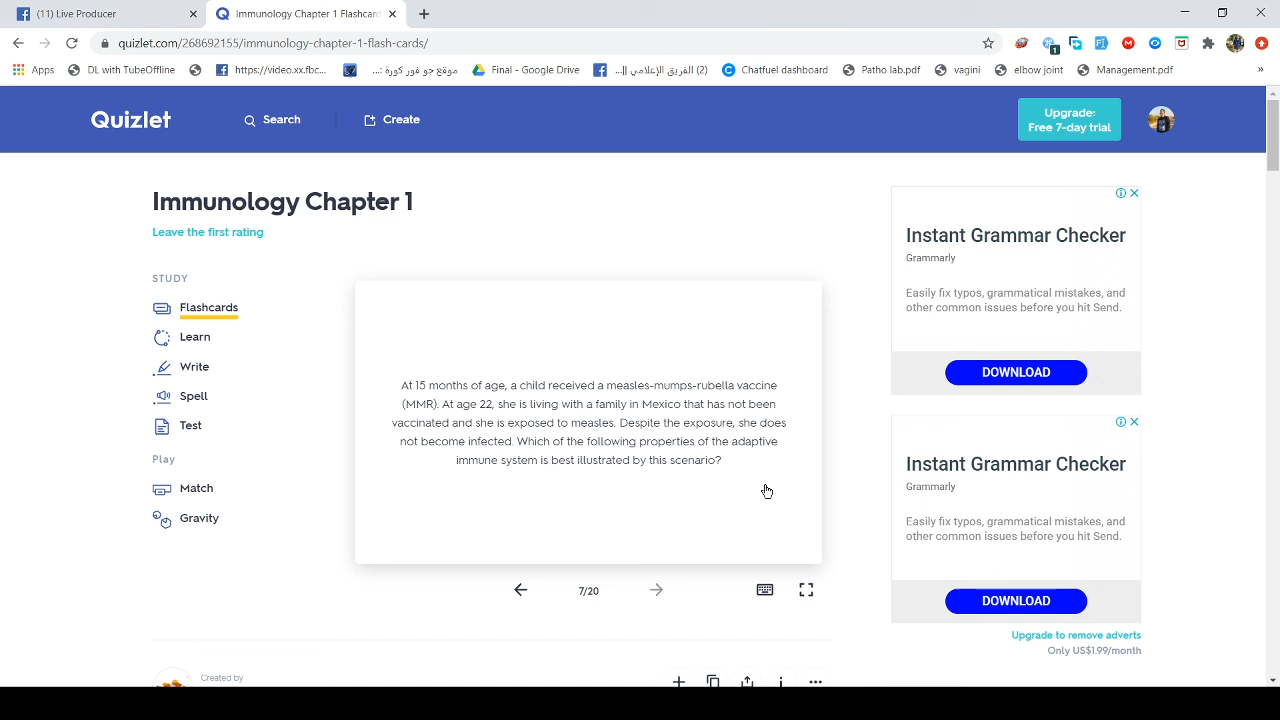 (11) Live Producer
Immunology Chapter 1 Flashcard
quizlet.com/268692155/immunology-chapter-1-flash-cards/
Apps
DL with TubeOffline
https://video.xx.fbc...
موقع جو فور كورة ت...
Final - Google Drive
(2) الفريق الإعلامي |...
Chatfuel dashboard
Patho lab.pdf
vagini
elbow joint
Management.pdf
»
Quizlet
Search
Create
Upgrade:
Free 7-day trial
Immunology Chapter 1
Leave the first rating
STUDY
Flashcards
Learn
Write
Spell
Test
Play
Match
Gravity
At 15 months of age, a child received a measles-mumps-rubella vaccine
(MMR). At age 22, she is living with a family in Mexico that has not been
vaccinated and she is exposed to measles. Despite the exposure, she does
not become infected. Which of the following properties of the adaptive
immune system is best illustrated by this scenario?
7/20
Instant Grammar Checker
Grammarly
Easily fix typos, grammatical mistakes, and
other common issues before you hit Send.
DOWNLOAD
Instant Grammar Checker
Grammarly
Easily fix typos, grammatical mistakes, and
other common issues before you hit Send.
DOWNLOAD
Upgrade to remove adverts
Only US$1.99/month
Created by